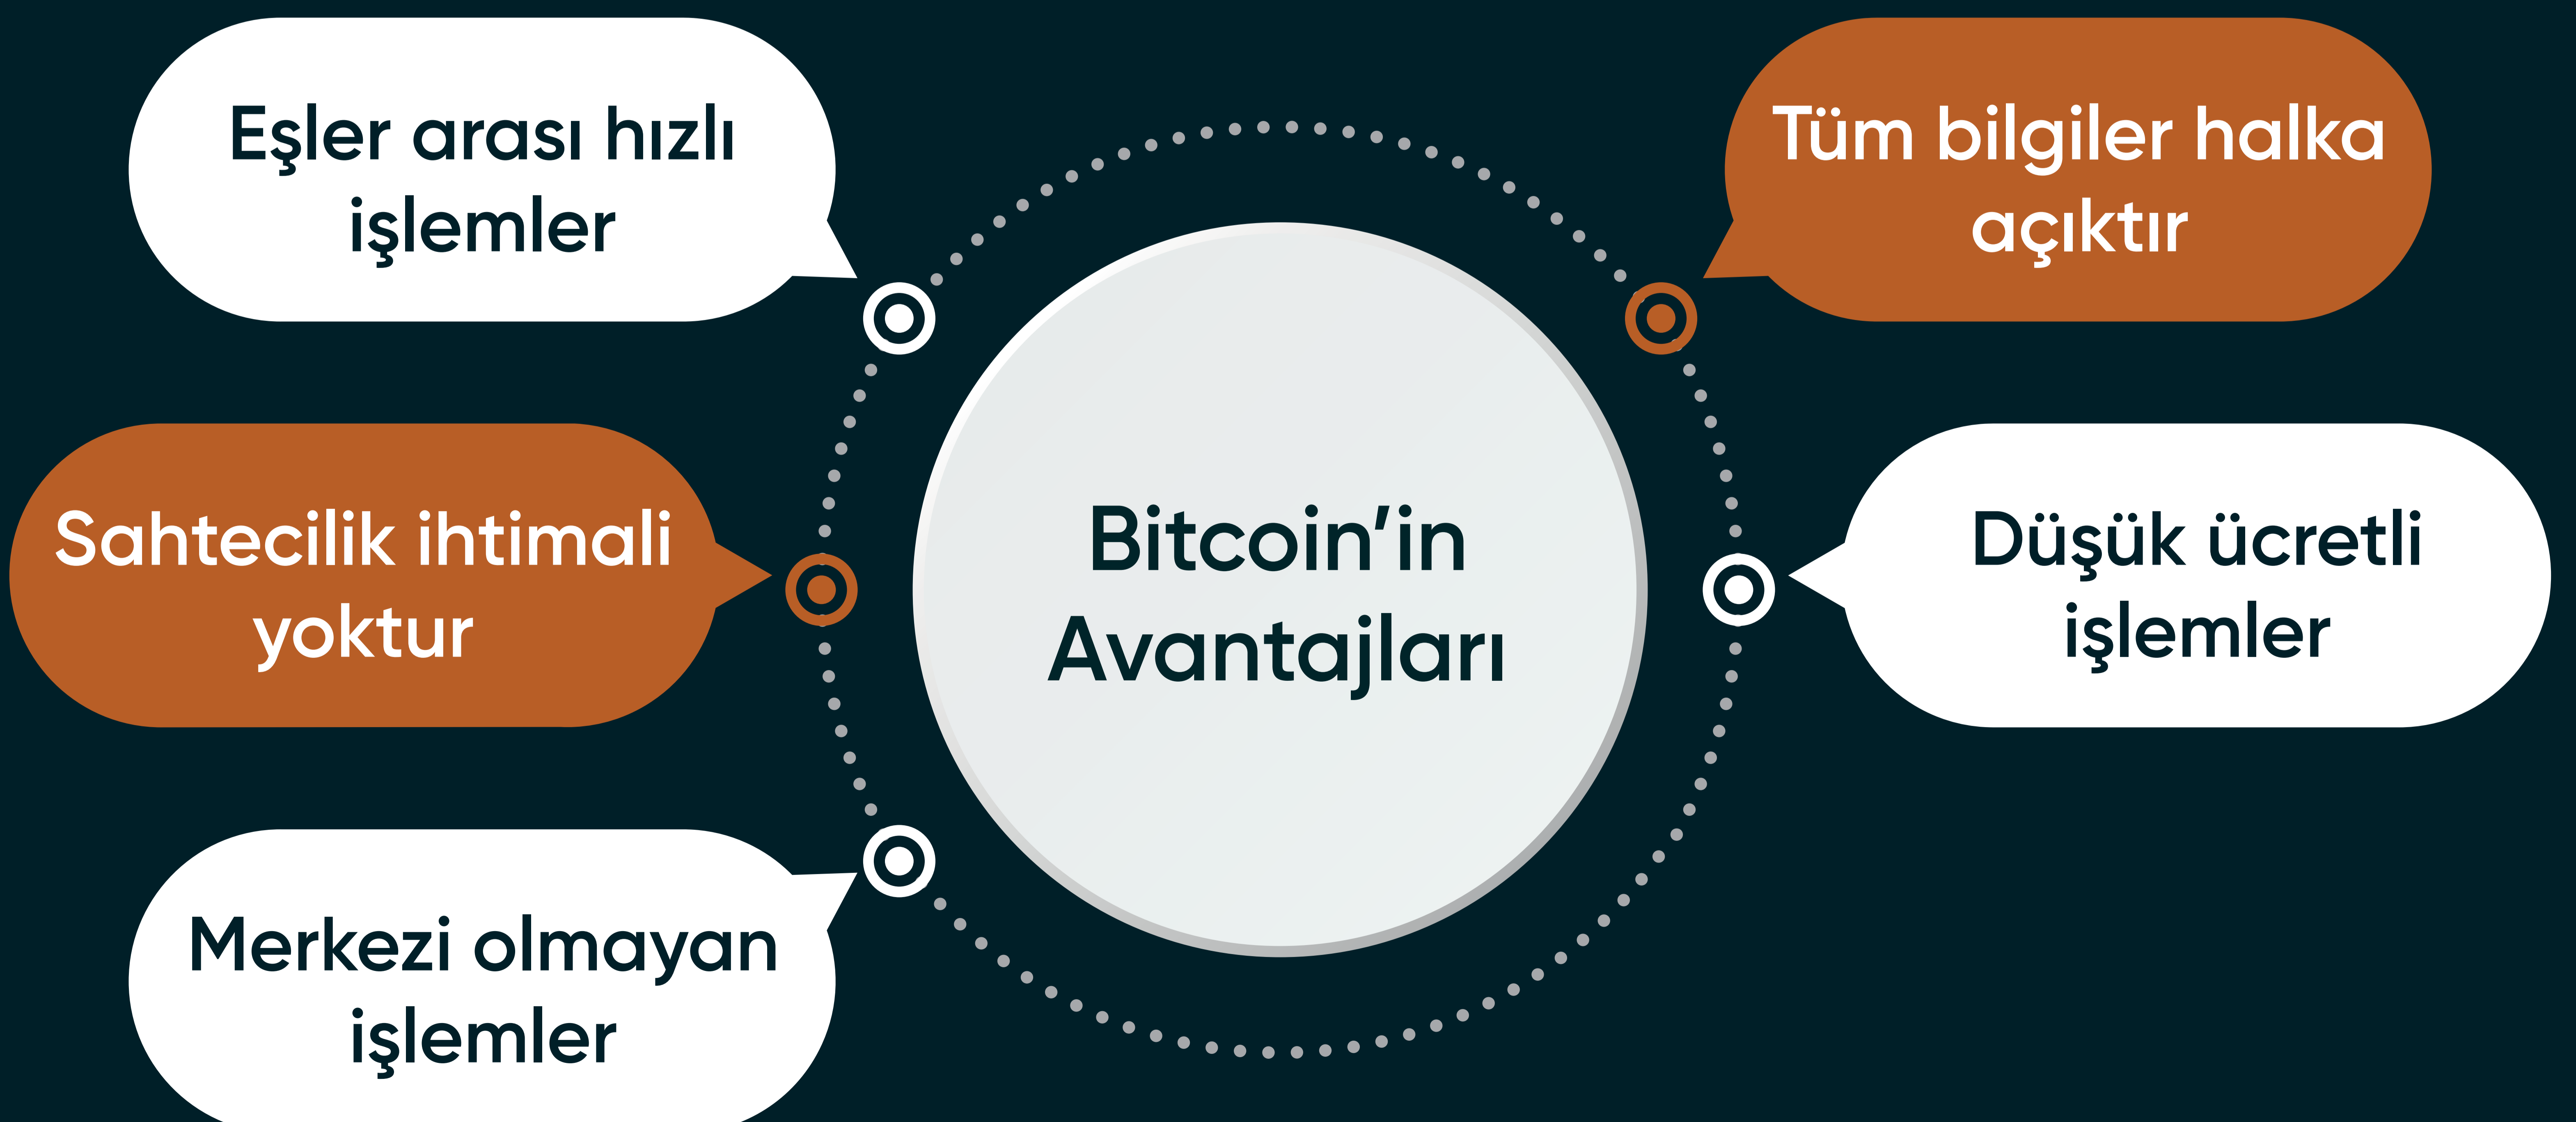 Eşler arası hızlı
işlemler
Tüm bilgiler halka
açıktır
Sahtecilik ihtimali
yoktur
Bitcoin’in
Avantajları
Düşük ücretli
işlemler
Merkezi olmayan
işlemler